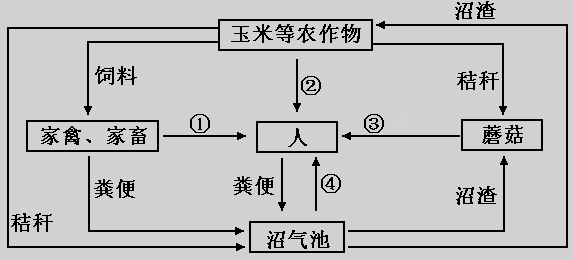 沼渣
玉米等农作物
饲料
②
秸秆
家禽、家畜
①
人
③
蘑菇
粪便
粪便
④
沼渣
秸秆
沼气池